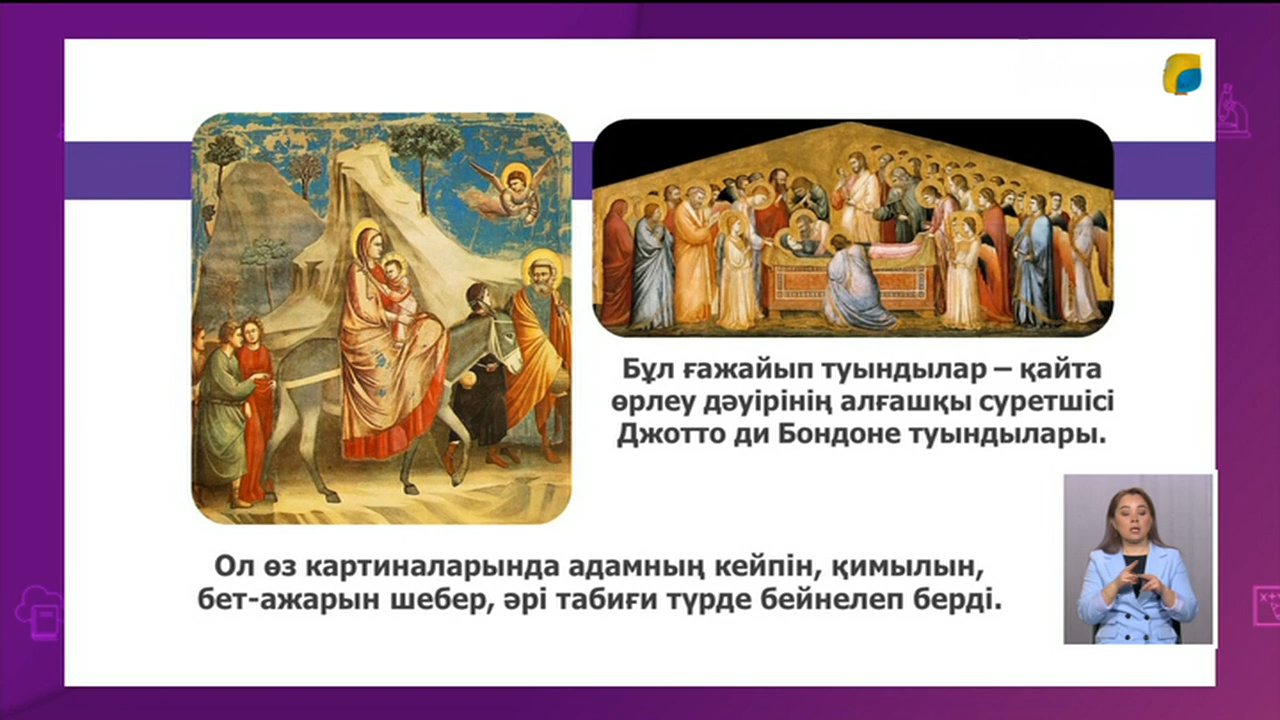 Бұл ғажайып туындылар – қайта
өрлеу дәуірінің алғашқы суретшісі
Джотто ди Бондоне туындылары.
Ол өз картиналарында адамның кейпін, қимылын,
бет-ажарын шебер, әрі табиғи түрде бейнелеп берді.